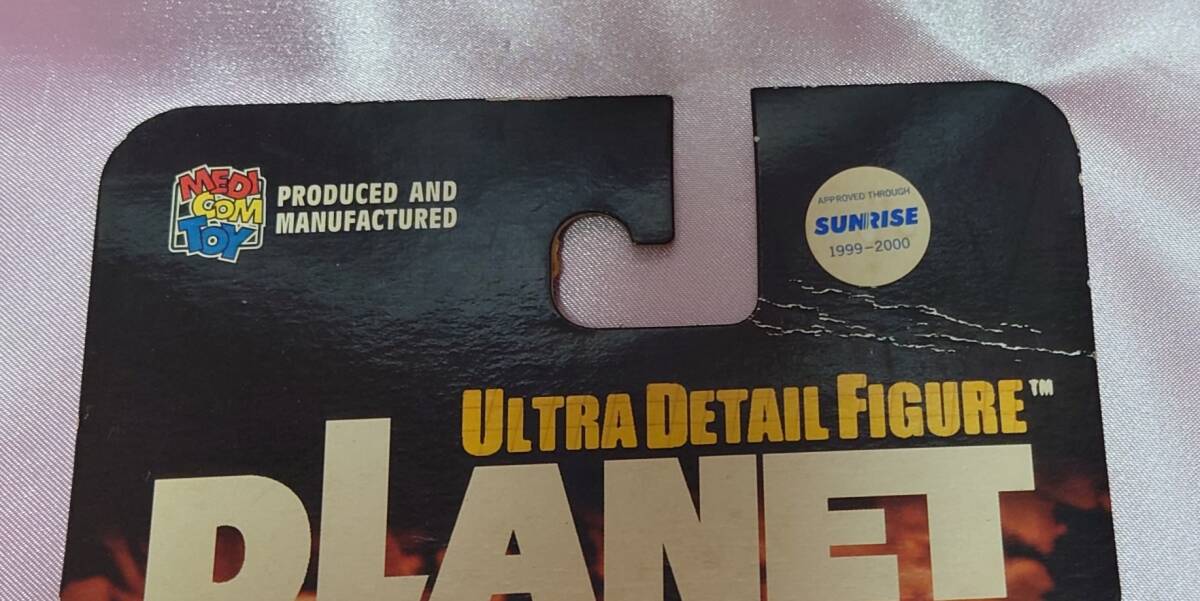 MEDI
COM
TOY
PRODUCED AND
MANUFACTURED
APPROVED THROUGH
SUNRISE
1999-2000
ULTRA DETAIL FIGURE™
PLANET